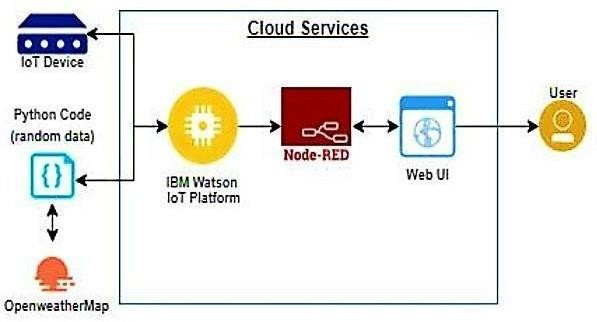 Cloud Services
IoT Device
Python Code
(random data)
{}
IBM Watson
IoT Platform
Node-RED
Web UI
User
OpenweatherMap